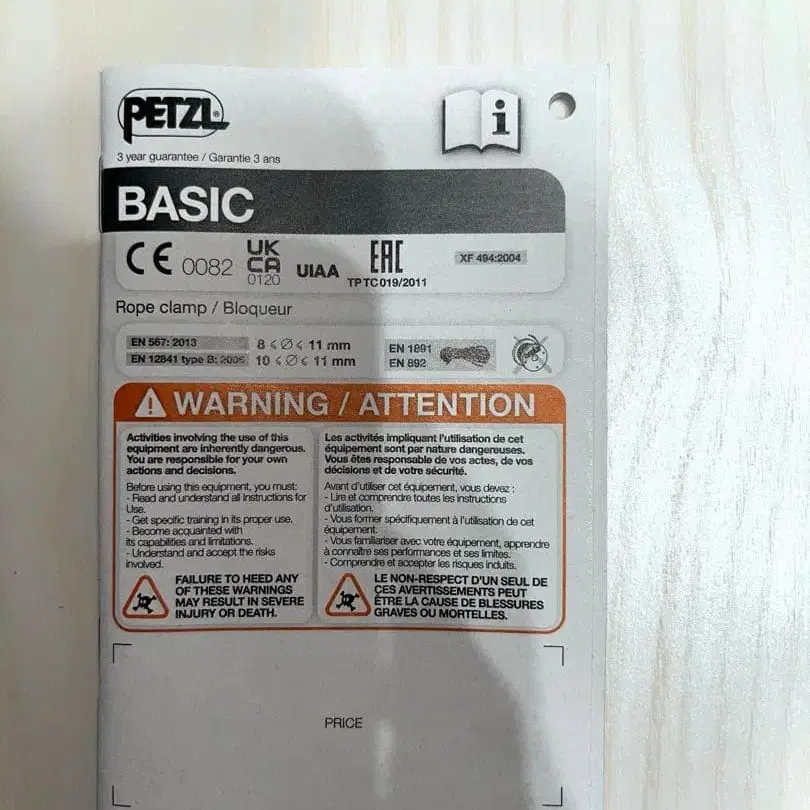 PETZL®
3 year guarantee / Garantie 3 ans
BASIC
CE 0082
UK
CA
0120
UIAA
EAC
TP TC 019/2011
XF 494:2004
Rope clamp / Bloqueur
EN 567: 2013 8 ≤ Ø ≤ 11 mm
EN 12841 type B: 2006 10 ≤ Ø ≤ 11 mm
EN 1891
EN 892
WARNING / ATTENTION
Activities involving the use of this
equipment are inherently dangerous.
You are responsible for your own
actions and decisions.
Before using this equipment, you must:
- Read and understand all Instructions for
Use.
- Get specific training in its proper use.
- Become acquainted with
its capabilities and limitations.
- Understand and accept the risks
involved.
FAILURE TO HEED ANY
OF THESE WARNINGS
MAY RESULT IN SEVERE
INJURY OR DEATH.
Les activités impliquant l'utilisation de cet
équipement sont par nature dangereuses.
Vous êtes responsable de vos actes, de vos
décisions et de votre sécurité.
Avant d'utiliser cet équipement, vous devez :
- Lire et comprendre toutes les instructions
d'utilisation.
- Vous former spécifiquement à l'utilisation de cet
équipement.
- Vous familiariser avec votre équipement, apprendre
à connaître ses performances et ses limites.
- Comprendre et accepter les risques induits.
LE NON-RESPECT D'UN SEUL DE
CES AVERTISSEMENTS PEUT
ÊTRE LA CAUSE DE BLESSURES
GRAVES OU MORTELLES.
PRICE